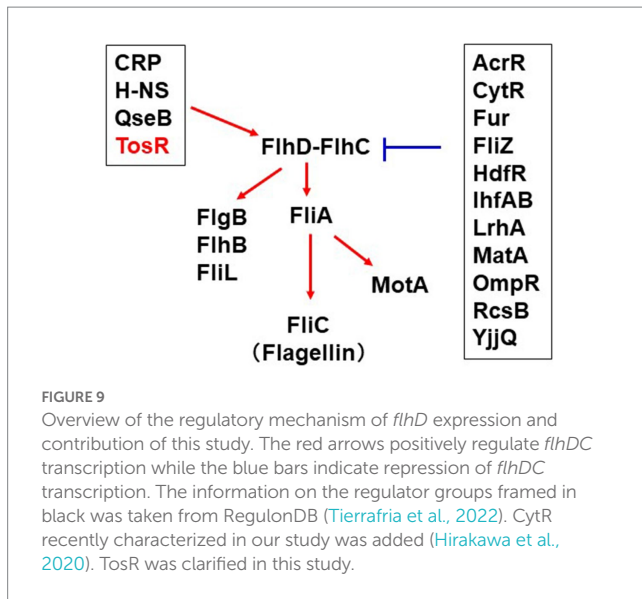 CRP
H-NS
QseB
TosR
FlhD-FlhC
FlgB
FlhB
FliL
FliA
MotA
FliC
(Flagellin)
AcrR
CytR
Fur
FliZ
HdfR
IhfAB
LrhA
MatA
OmpR
RcsB
YjjQ
FIGURE 9
Overview of the regulatory mechanism of flhD expression and
contribution of this study. The red arrows positively regulate flhDC
transcription while the blue bars indicate repression of flhDC
transcription. The information on the regulator groups framed in
black was taken from RegulonDB (Tierrafria et al., 2022). CytR
recently characterized in our study was added (Hirakawa et al.,
2020). TosR was clarified in this study.